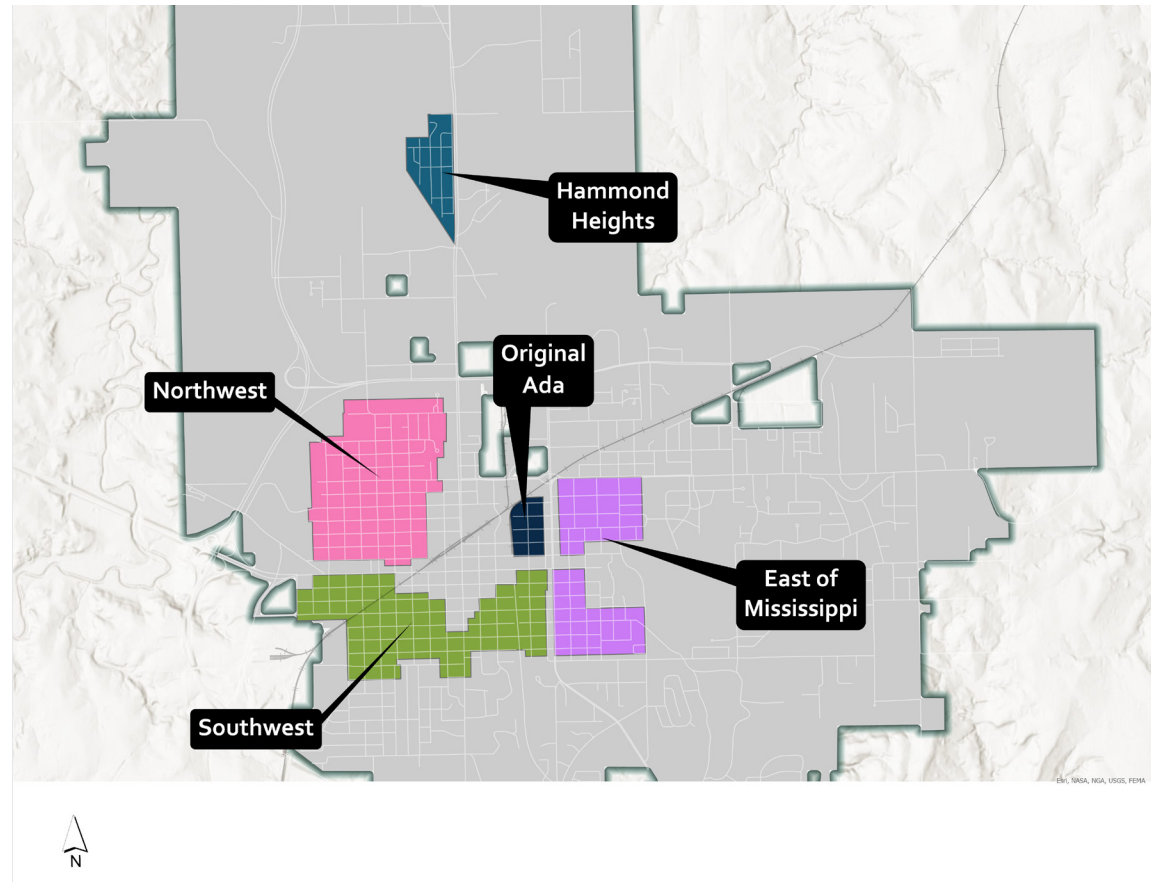 Hammond
Heights
Original
Ada
Northwest
East of
Mississippi
Southwest
Esri, NASA, NGA, USGS, FEMA
N